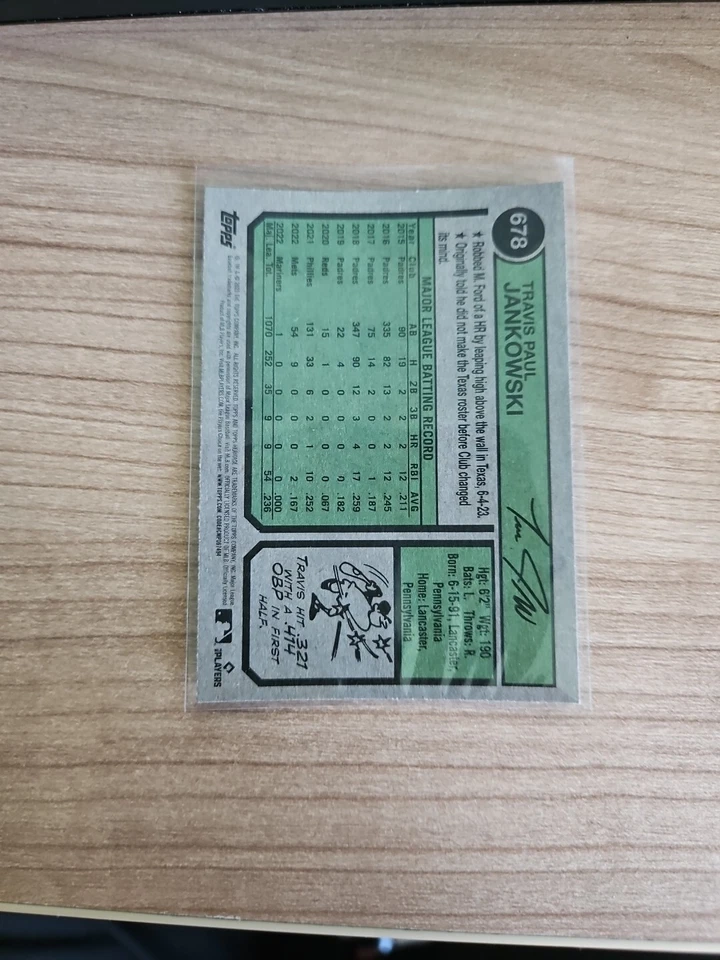 678
TRAVIS PAUL
JANKOWSKI
Hgt: 6'2" Wgt: 190
Bats: L Throws: R
Born: 6-15-91, Lancaster,
Pennsylvania
Home: Lancaster,
Pennsylvania
★ Robbed M. Ford of a HR by leaping high above the wall in Texas, 6-4-23.
★ Originally told he did not make the Texas roster before Club changed
its mind.
MAJOR LEAGUE BATTING RECORD
Year Club AB H 2B 3B HR RBI AVG
2015 Padres 90 19 2 2 2 12 .211
2016 Padres 335 82 13 2 2 12 .245
2017 Padres 75 14 2 0 0 1 .187
2018 Padres 347 90 12 3 4 17 .259
2019 Padres 22 4 0 0 0 0 .182
2020 Reds 15 1 0 0 0 0 .067
2021 Phillies 131 33 6 2 1 10 .252
2022 Mets 54 9 0 0 0 2 .167
2022 Mariners 1 0 0 0 0 0 .000
Maj. Lea. Tot. 1070 252 35 9 9 54 .236
TRAVIS HIT .321
WITH A .414
OBP IN FIRST
HALF.
topps
PLAYERS